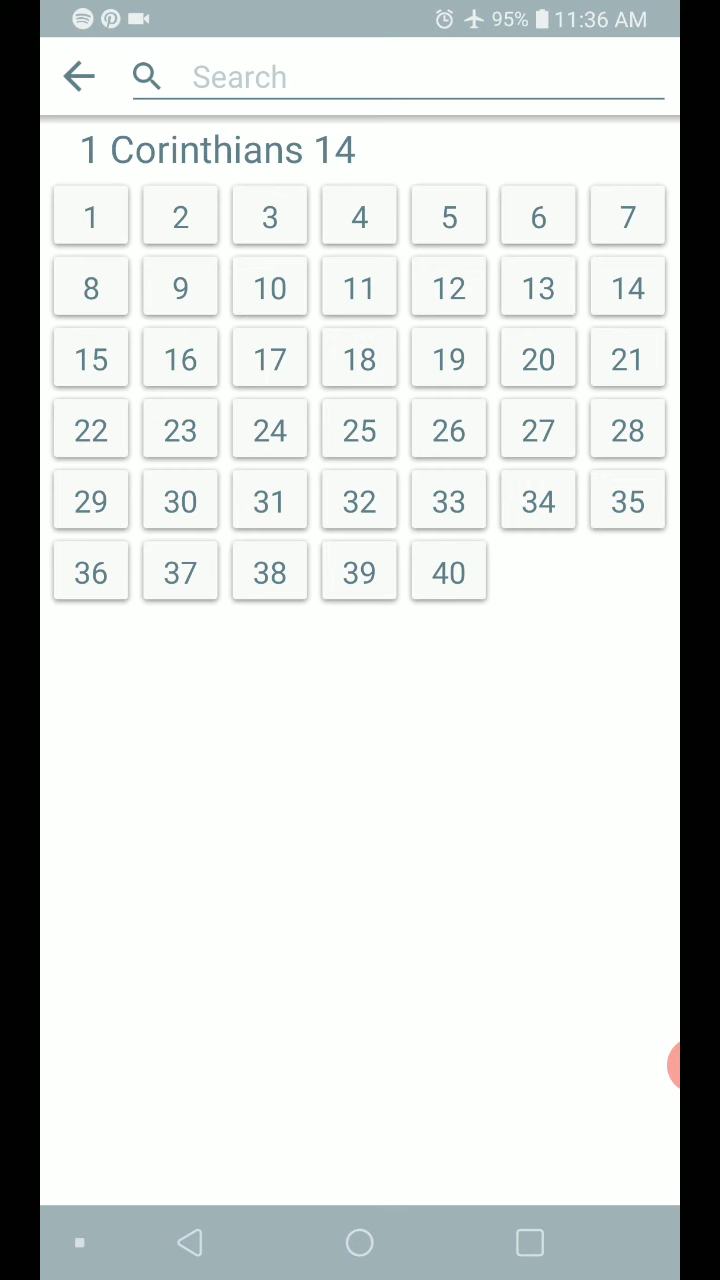 95% 11:36 AM
Search
1 Corinthians 14
1 2 3 4 5 6 7
8 9 10 11 12 13 14
15 16 17 18 19 20 21
22 23 24 25 26 27 28
29 30 31 32 33 34 35
36 37 38 39 40